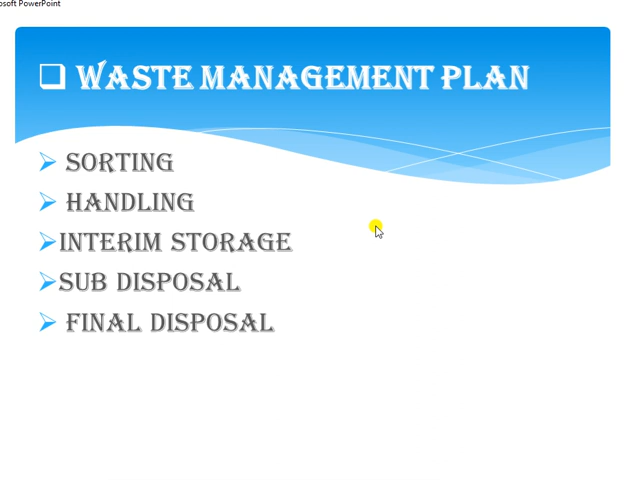 osoft PowerPoint
❑ WASTE MANAGEMENT PLAN
➢ SORTING
➢ HANDLING
➢INTERIM STORAGE
➢SUB DISPOSAL
➢ FINAL DISPOSAL